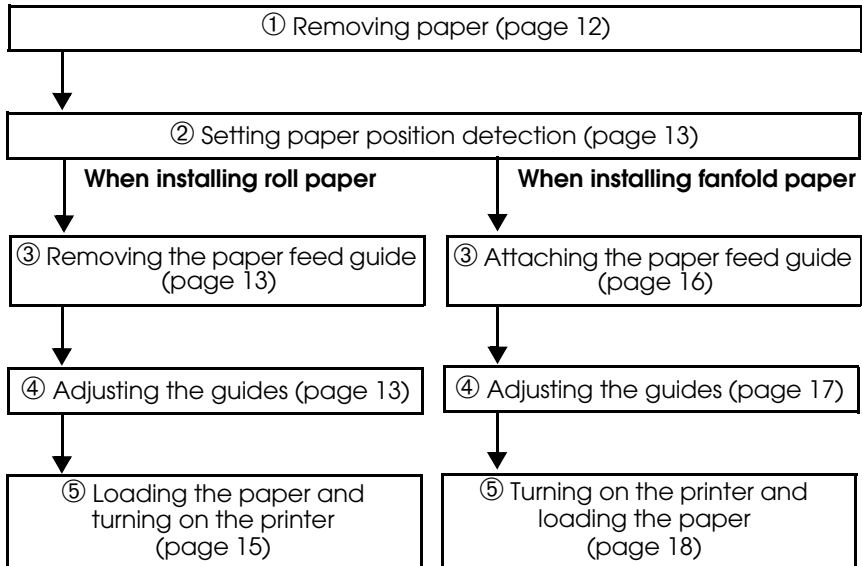 ① Removing paper (page 12)
② Setting paper position detection (page 13)
When installing roll paper
When installing fanfold paper
③ Removing the paper feed guide
(page 13)
③ Attaching the paper feed guide
(page 16)
④ Adjusting the guides (page 13)
④ Adjusting the guides (page 17)
⑤ Loading the paper and
turning on the printer
(page 15)
⑤ Turning on the printer and
loading the paper
(page 18)